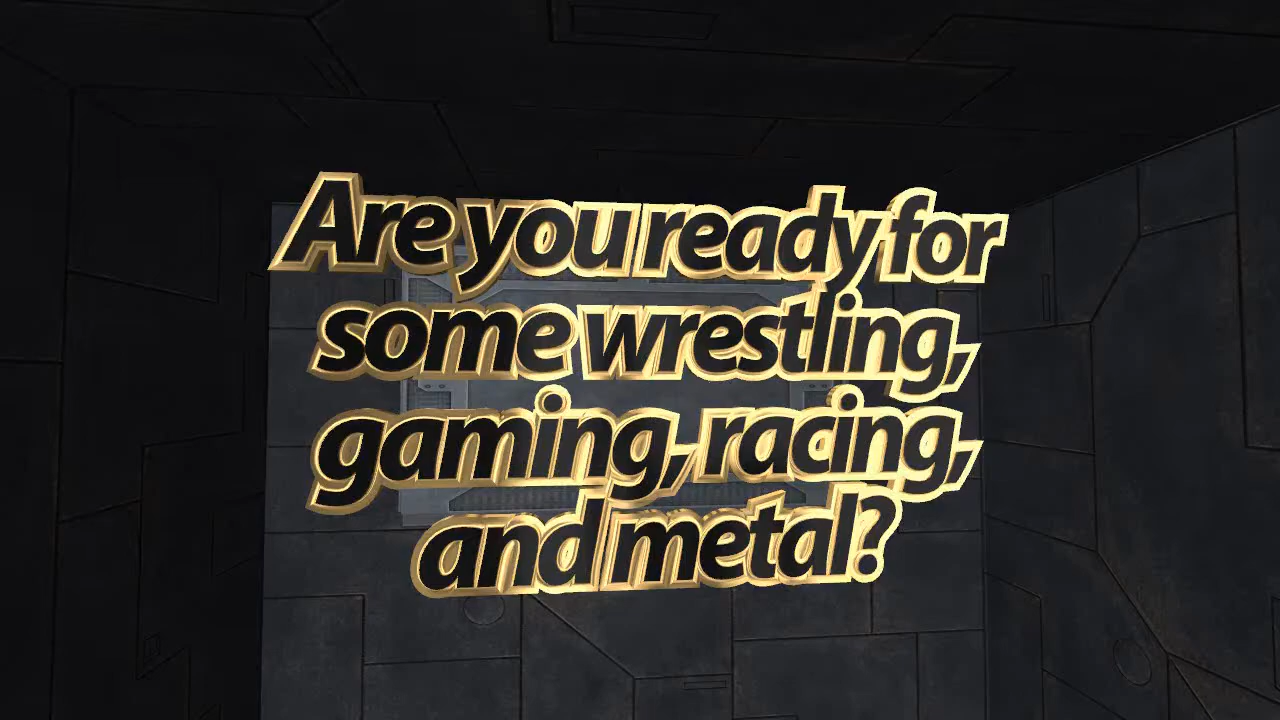 Are you ready for
some wrestling,
gaming, racing,
and metal?